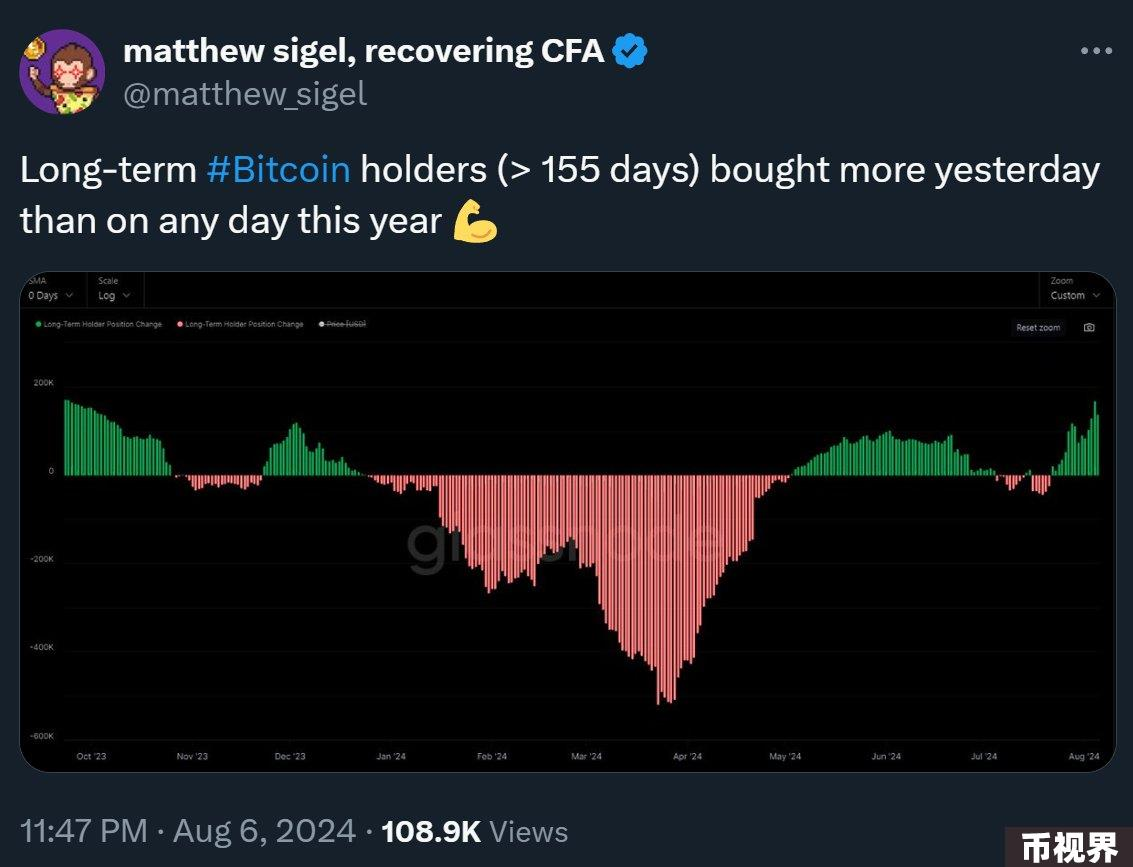 matthew sigel, recovering CFA
@matthew_sigel
Long-term #Bitcoin holders (> 155 days) bought more yesterday
than on any day this year 💪
SMA
0 Days
Scale
Log
Zoom
Custom
Long-Term Holder Position Change
Long-Term Holder Position Change
Price [USD]
Reset zoom
200K
0
-200K
-400K
-600K
glassnode
Oct '23
Nov '23
Dec '23
Jan '24
Feb '24
Mar '24
Apr '24
May '24
Jun '24
Jul '24
Aug '24
11:47 PM · Aug 6, 2024 · 108.9K Views
币视界